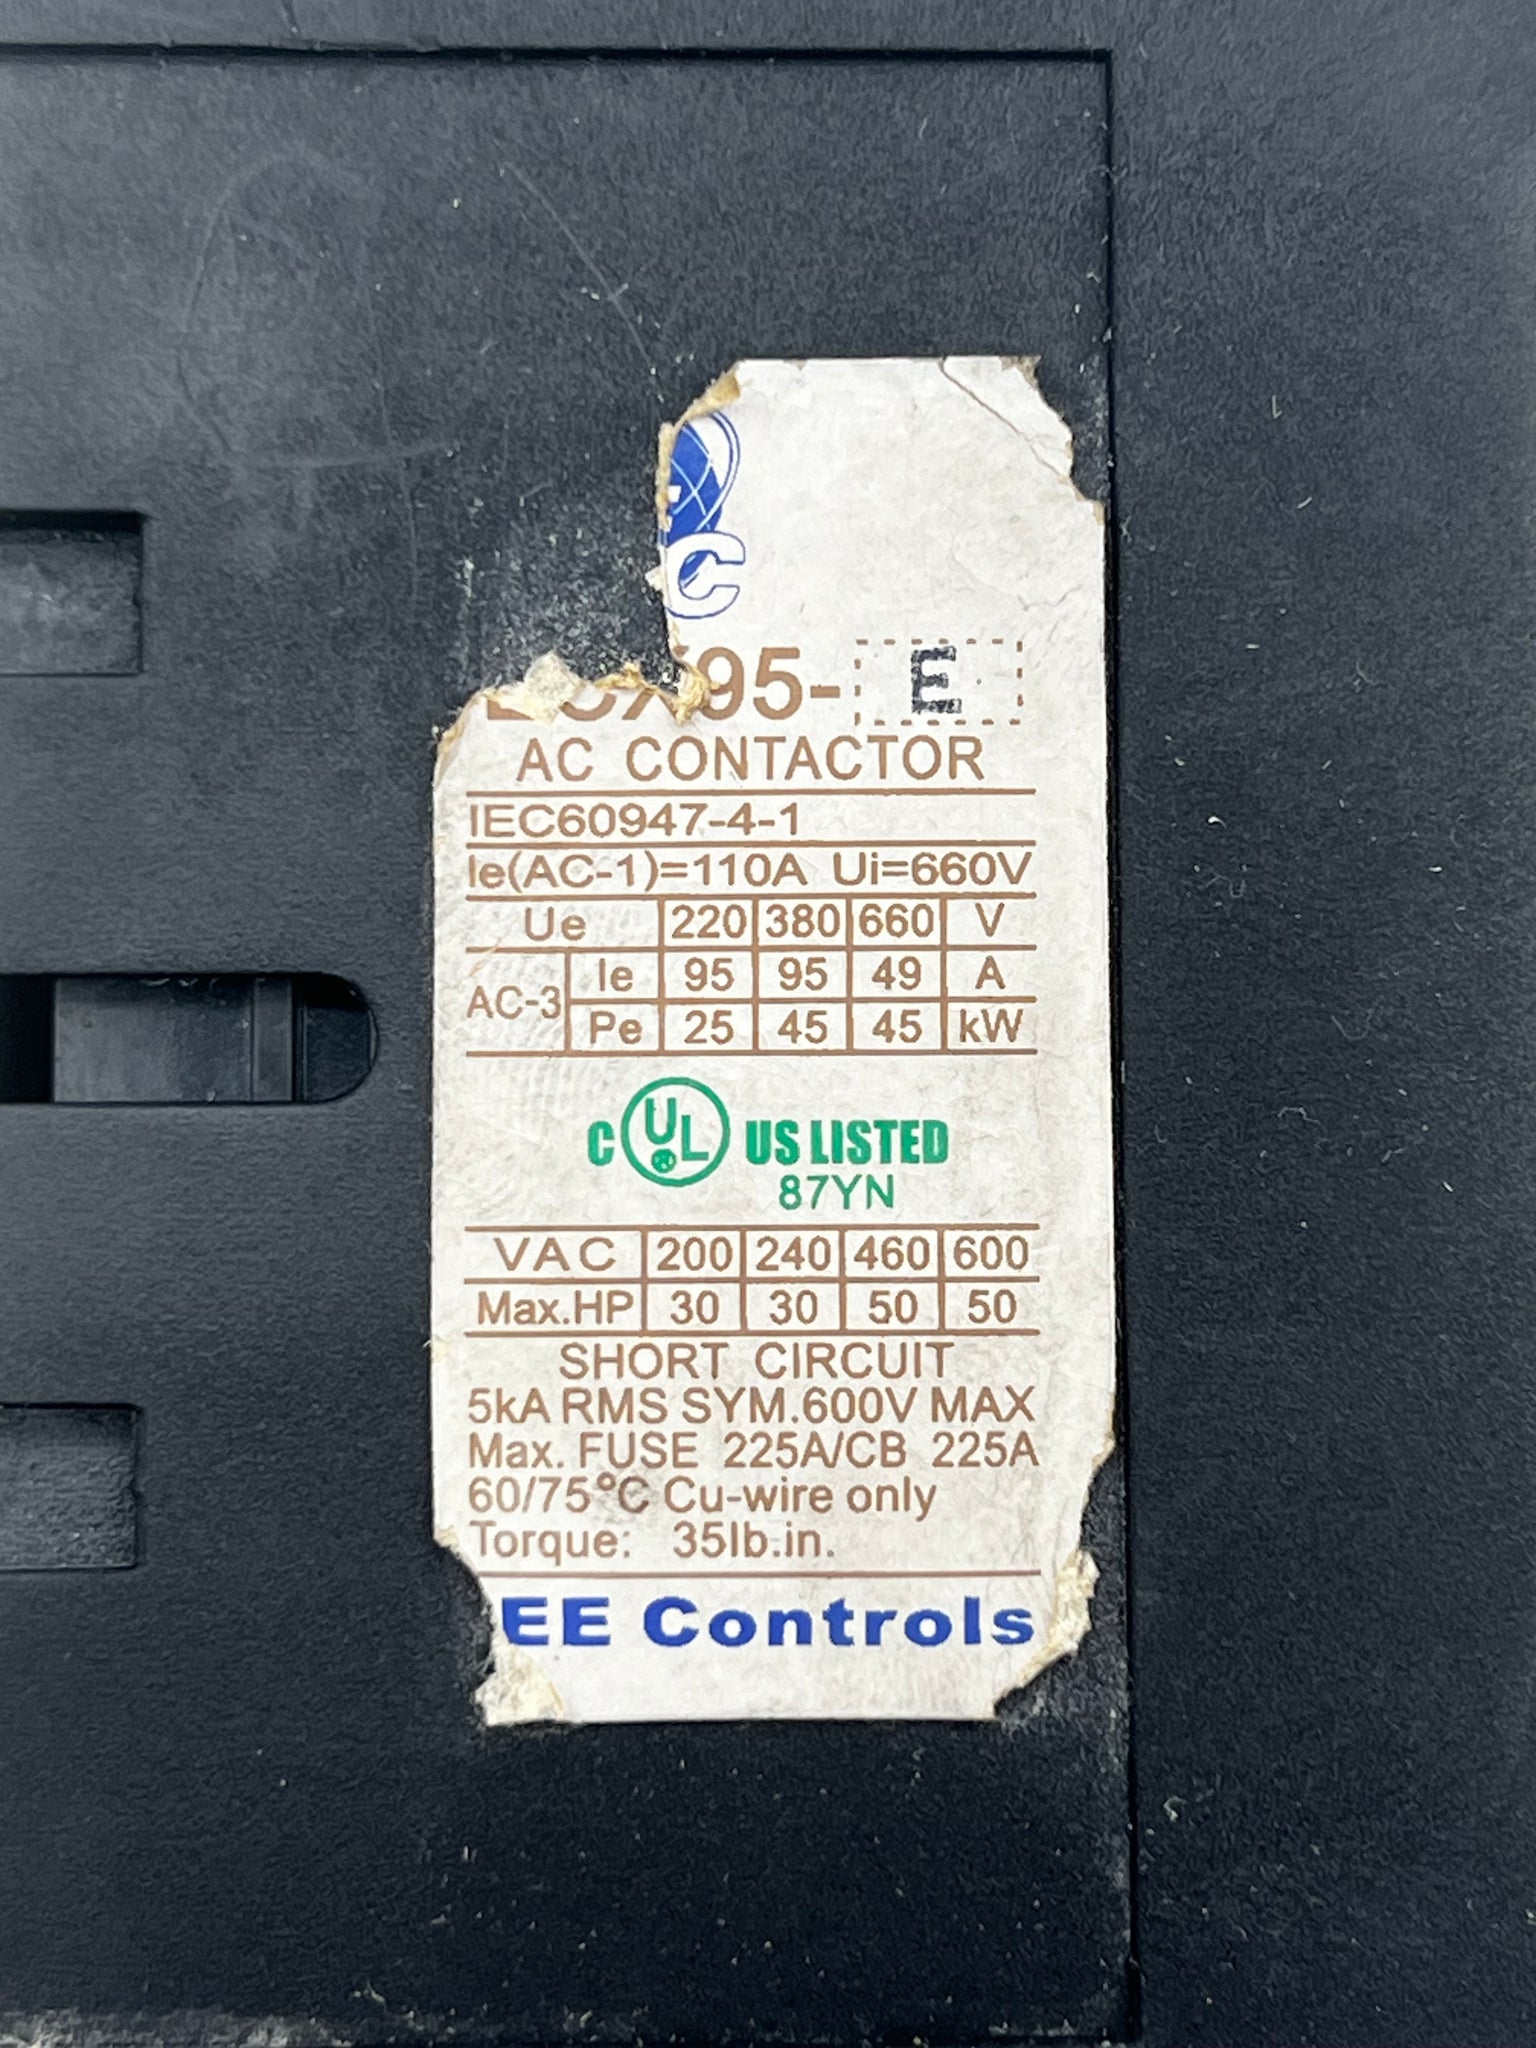 C
95- E
AC CONTACTOR
IEC60947-4-1
Ie(AC-1)=110A Ui=660V
Ue 220 380 660 V
AC-3 Ie 95 95 49 A
Pe 25 45 45 kW
C UL US LISTED
87YN
VAC 200 240 460 600
Max.HP 30 30 50 50
SHORT CIRCUIT
5kA RMS SYM.600V MAX
Max. FUSE 225A/CB 225A
60/75°C Cu-wire only
Torque: 35lb.in.
EE Controls